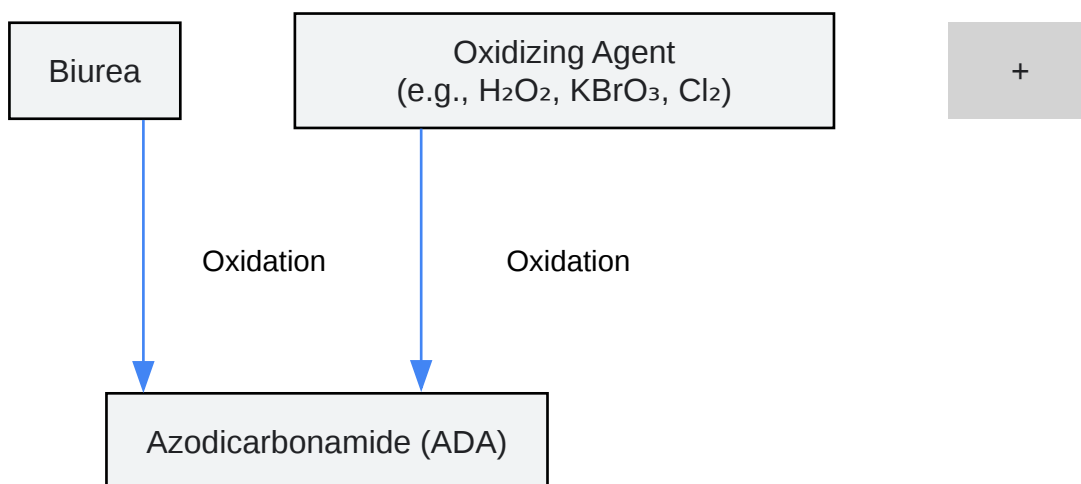 Biurea
Oxidizing Agent
(e.g., H₂O₂, KBrO₃, Cl₂)
+
Oxidation
Oxidation
Azodicarbonamide (ADA)